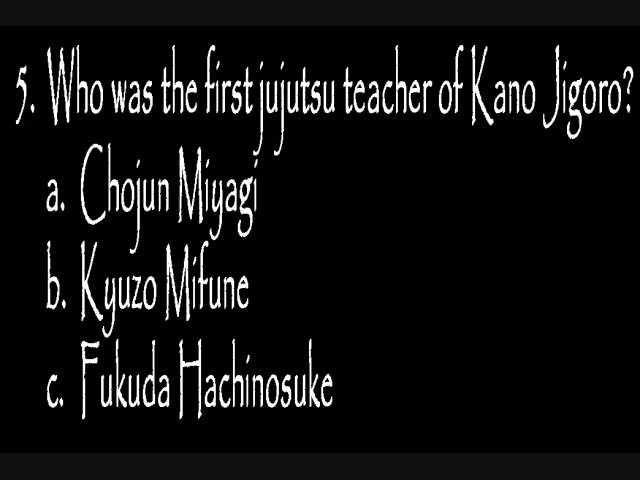 5. Who was the first jujutsu teacher of Kano Jigoro?
a. Chojun Miyagi
b. Kyuzo Mifune
c. Fukuda Hachinosuke